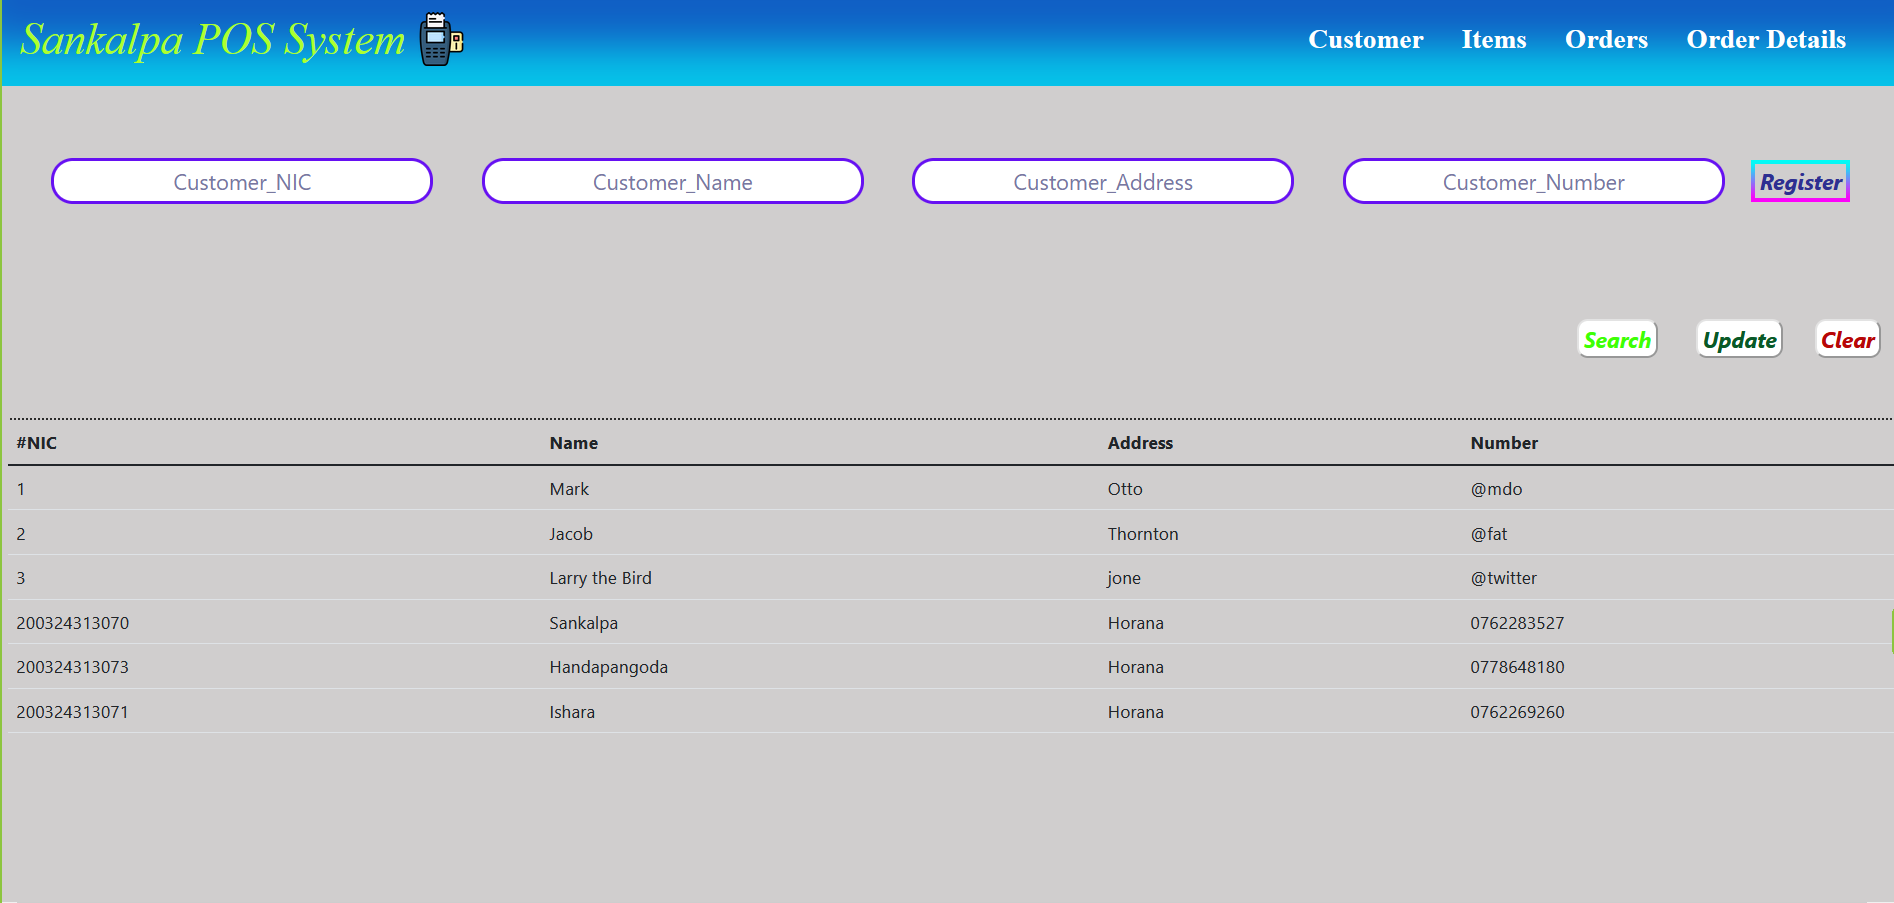 Sankalpa POS System Customer Items Orders Order Details
Customer_NIC Customer_Name Customer_Address Customer_Number Register
Search Update Clear
#NIC Name Address Number
1 Mark Otto @mdo
2 Jacob Thornton @fat
3 Larry the Bird jone @twitter
200324313070 Sankalpa Horana 0762283527
200324313073 Handapangoda Horana 0778648180
200324313071 Ishara Horana 0762269260